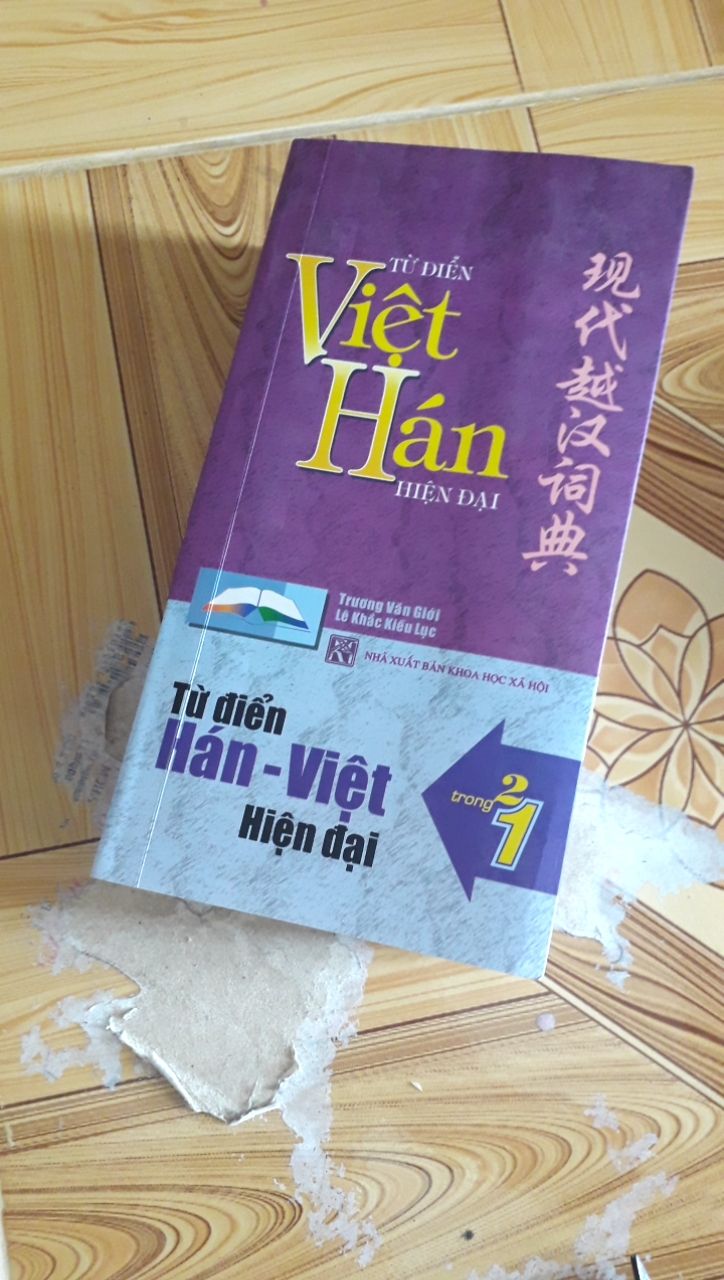 TỪ ĐIỂN
Việt
Hán
HIỆN ĐẠI
现代越汉词典
Trương Văn Giới
Lê Khắc Kiều Lục
NHÀ XUẤT BẢN KHOA HỌC XÃ HỘI
Từ điển
Hán - Việt
Hiện đại
2
trong
1